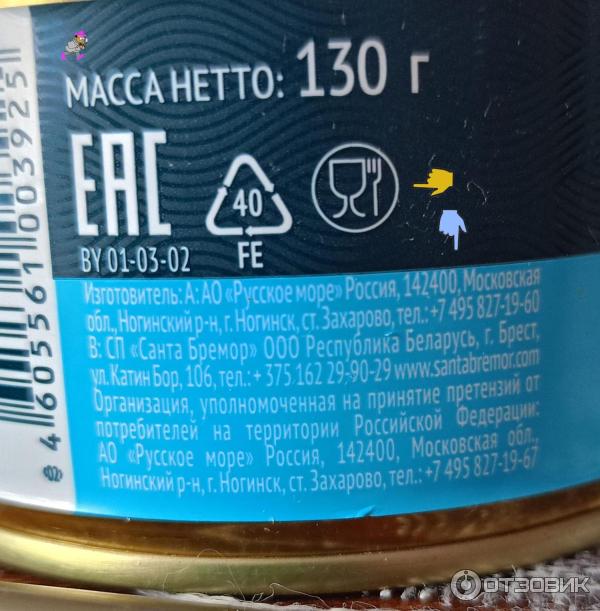 МАССА НЕТТО: 130 г
EAC
40
FE
BY 01-03-02
Изготовитель: А: АО «Русское море» Россия, 142400, Московская
обл., Ногинский р-н, г. Ногинск, ст. Захарово, тел.:+7 495 827-19-60
В: СП «Санта Бремор» ООО Республика Беларусь, г. Брест,
ул. Катин Бор, 106, тел.: + 375 162 29-90-29 www.santabremor.com
Организация, уполномоченная на принятие претензий от
потребителей на территории Российской Федерации:
АО «Русское море» Россия, 142400, Московская обл.,
Ногинский р-н, г. Ногинск, ст. Захарово, тел.: +7 495 827-19-67
4 605561 003925
(02)
ОТЗОВИК